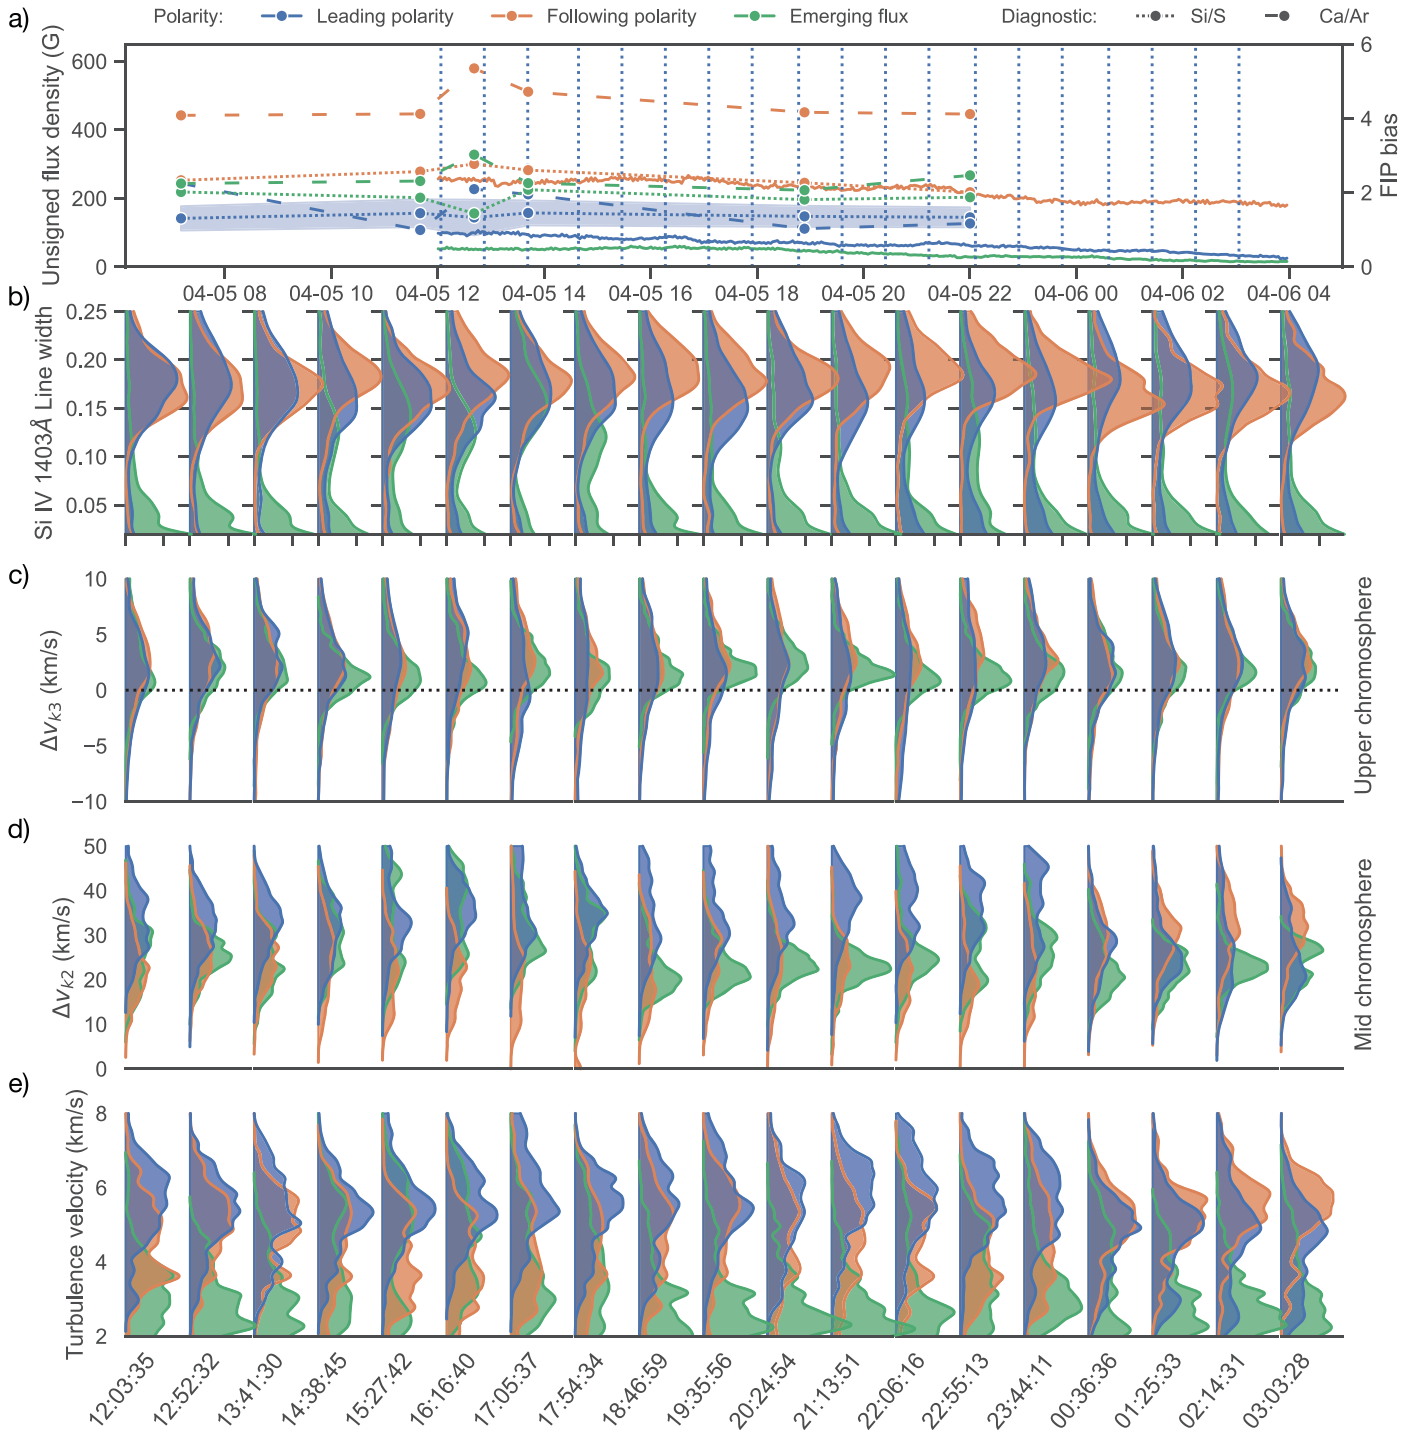 a)
Polarity: Leading polarity Following polarity Emerging flux Diagnostic: Si/S Ca/Ar
Unsigned flux density (G)
600
400
200
0
6
4
2
0
FIP bias
04-05 08 04-05 10 04-05 12 04-05 14 04-05 16 04-05 18 04-05 20 04-05 22 04-06 00 04-06 02 04-06 04
b)
Si IV 1403Å Line width
0.25
0.20
0.15
0.10
0.05
c)
Δv_{k3} (km/s)
10
5
0
−5
−10
Upper chromosphere
d)
Δv_{k2} (km/s)
50
40
30
20
10
0
Mid chromosphere
e)
Turbulence velocity (km/s)
8
6
4
2
12:03:35 12:52:32 13:41:30 14:38:45 15:27:42 16:16:40 17:05:37 17:54:34 18:46:59 19:35:56 20:24:54 21:13:51 22:06:16 22:55:13 23:44:11 00:36:36 01:25:33 02:14:31 03:03:28